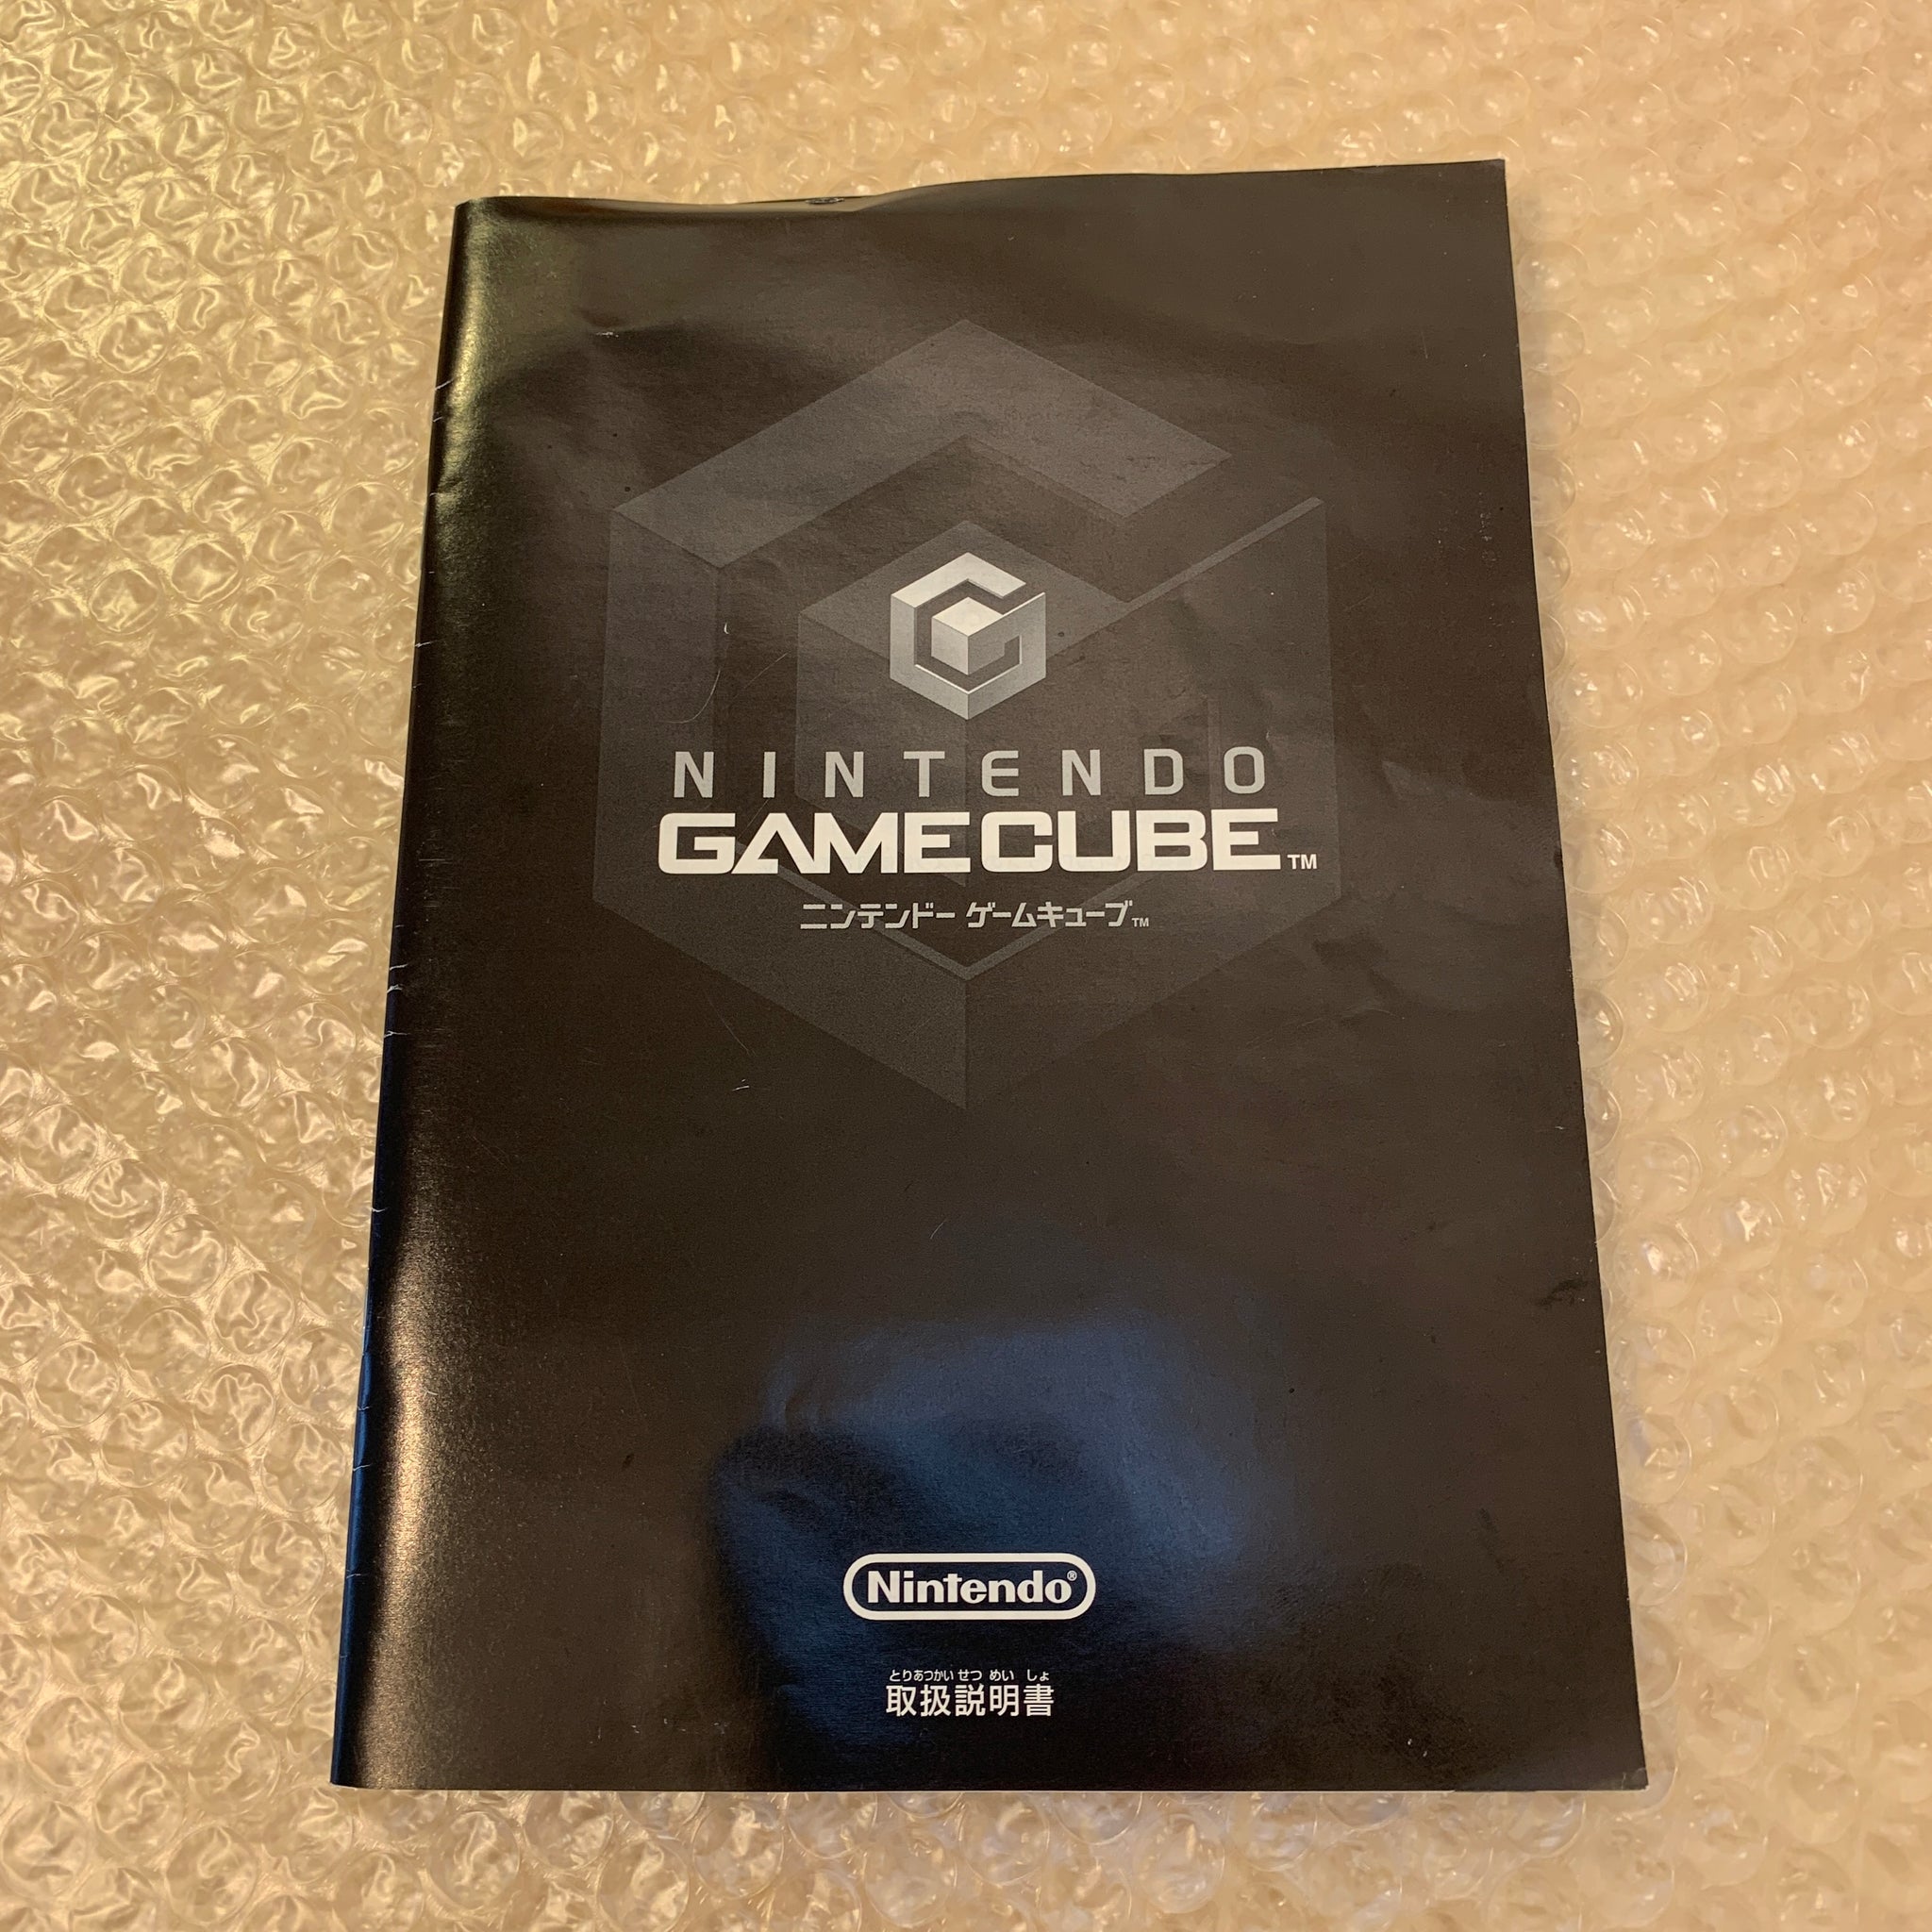 NINTENDO
GAMECUBE™
ニンテンドー ゲームキューブ™
Nintendo®
とりあつかい せつ めい しょ
取扱説明書